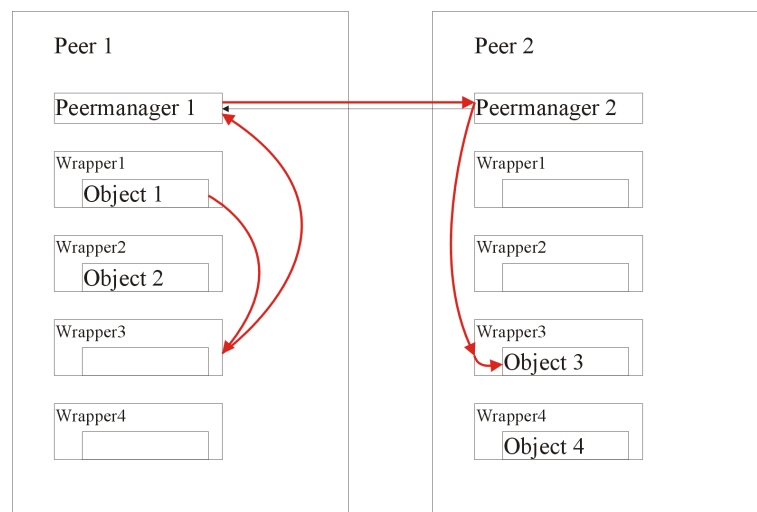 Peer 1
Peermanager 1
Wrapper1
Object 1
Wrapper2
Object 2
Wrapper3
Wrapper4
Peer 2
Peermanager 2
Wrapper1
Wrapper2
Wrapper3
Object 3
Wrapper4
Object 4